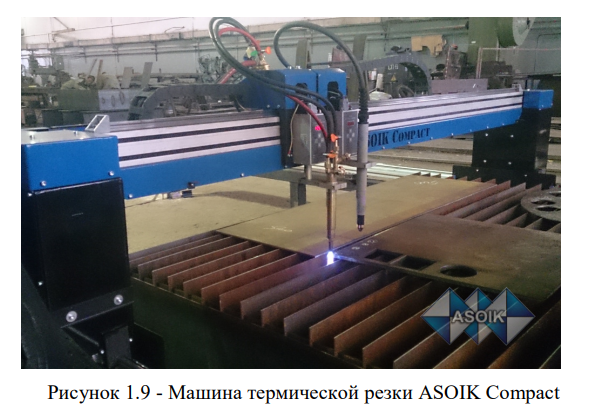 ASOIK COMPACT
ASOIK
Рисунок 1.9 - Машина термической резки ASOIK Compact